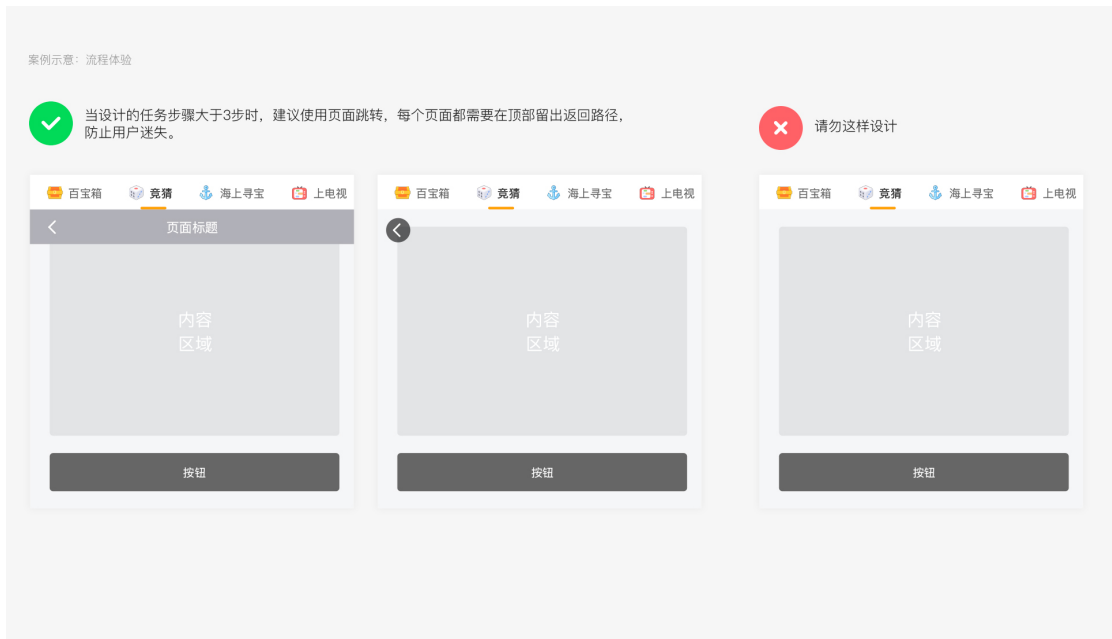 案例示意：流程体验
当设计的任务步骤大于3步时，建议使用页面跳转，每个页面都需要在顶部留出返回路径，
防止用户迷失。
请勿这样设计
百宝箱 竞猜 海上寻宝 上电视
页面标题
内容
区域
按钮
百宝箱 竞猜 海上寻宝 上电视
内容
区域
按钮
百宝箱 竞猜 海上寻宝 上电视
内容
区域
按钮